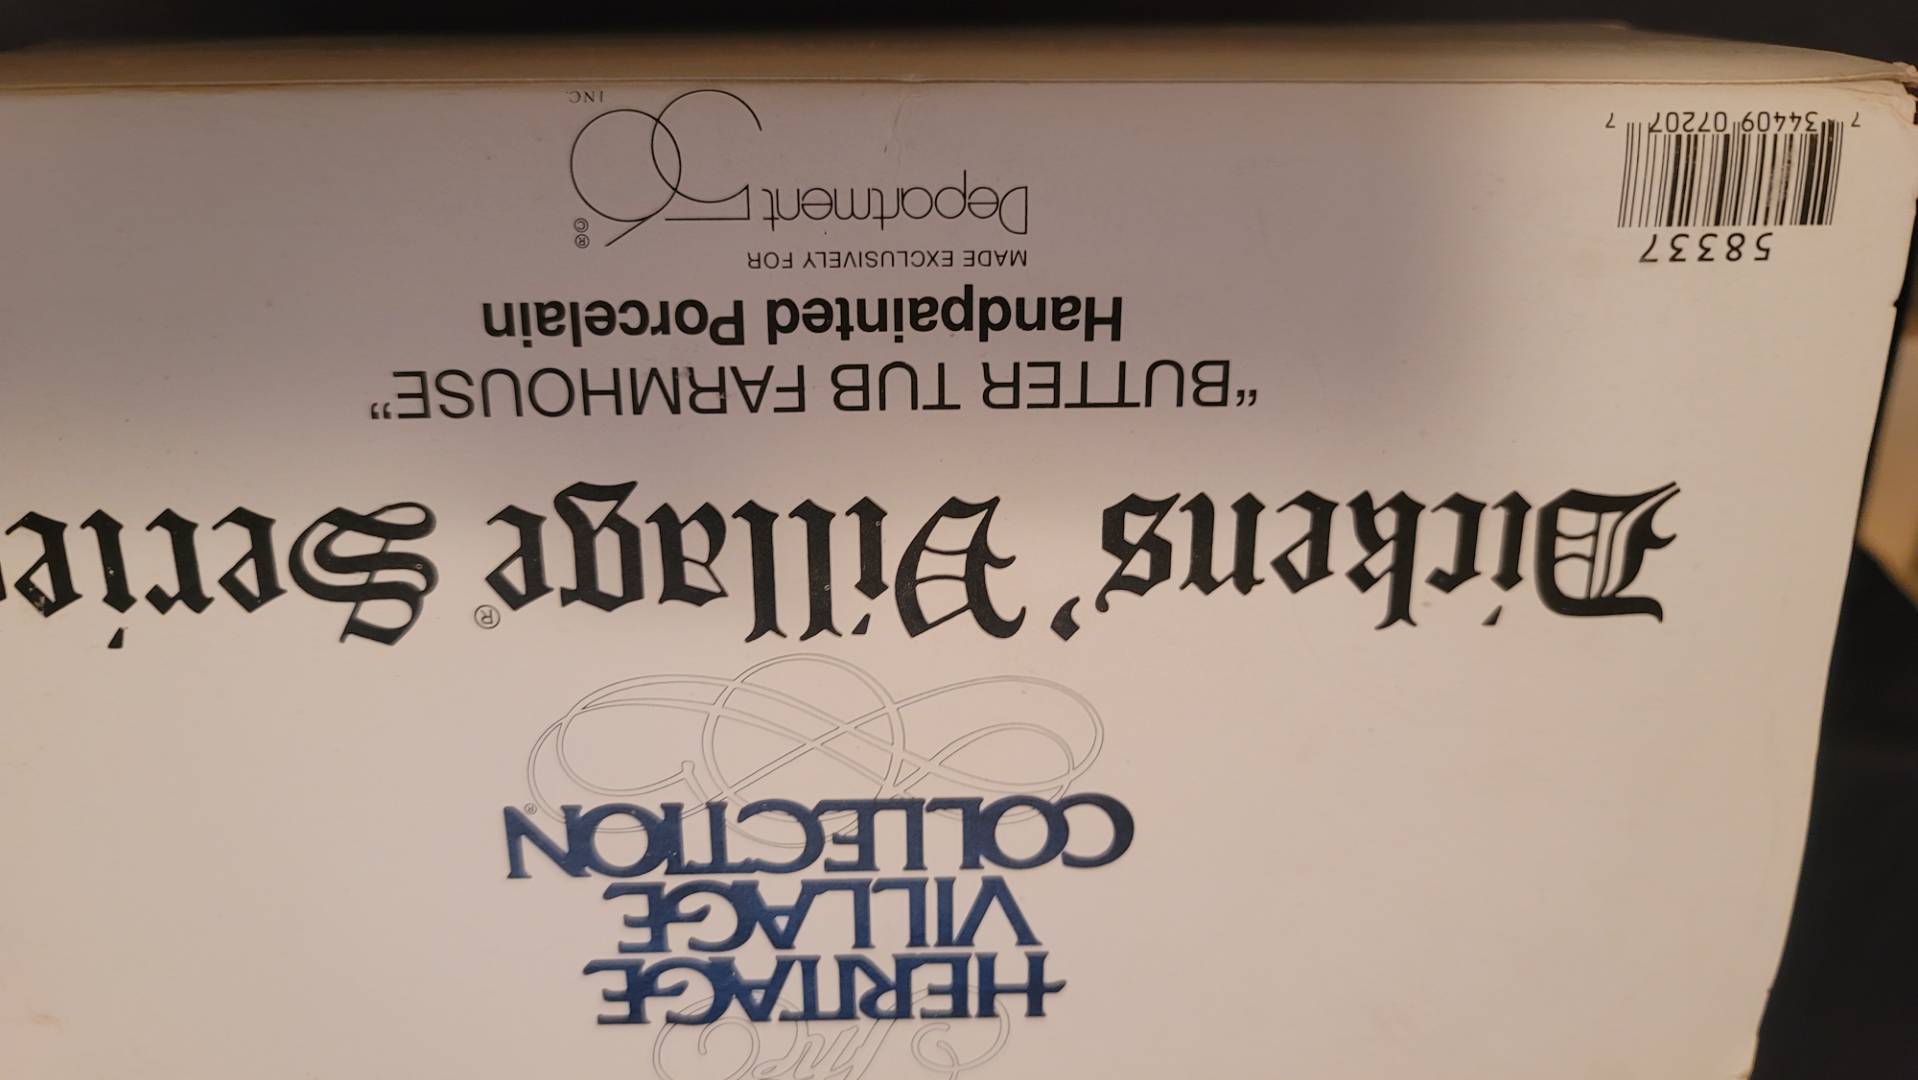 The
HERITAGE
VILLAGE
COLLECTION®
Dickens' Village® Serie
“BUTTER TUB FARMHOUSE”
Handpainted Porcelain
MADE EXCLUSIVELY FOR
Department 56 ®©
INC.
58337
7 34409 07207 7